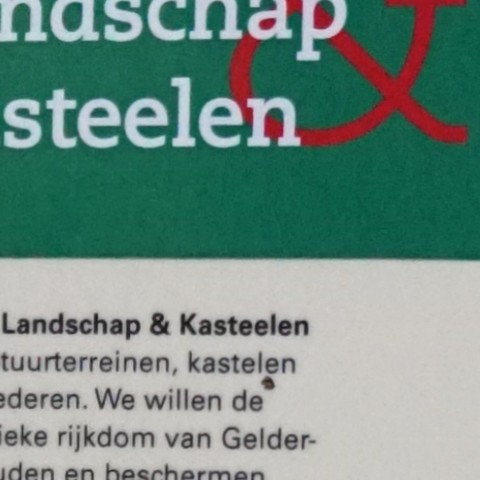 ndschap &
steelen
Landschap & Kasteelen
tuurterreinen, kastelen
ederen. We willen de
ieke rijkdom van Gelder-
uden en beschermen